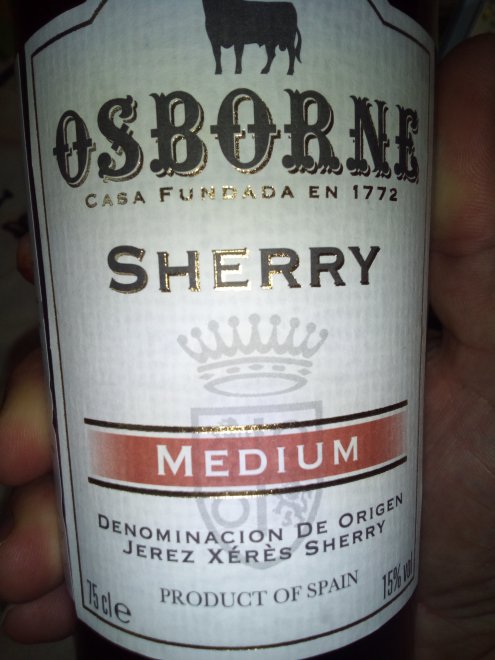 OSBORNE
CASA FUNDADA EN 1772
SHERRY
MEDIUM
DENOMINACION DE ORIGEN
JEREZ XÉRÈS SHERRY
PRODUCT OF SPAIN
75 cl e
15% vol